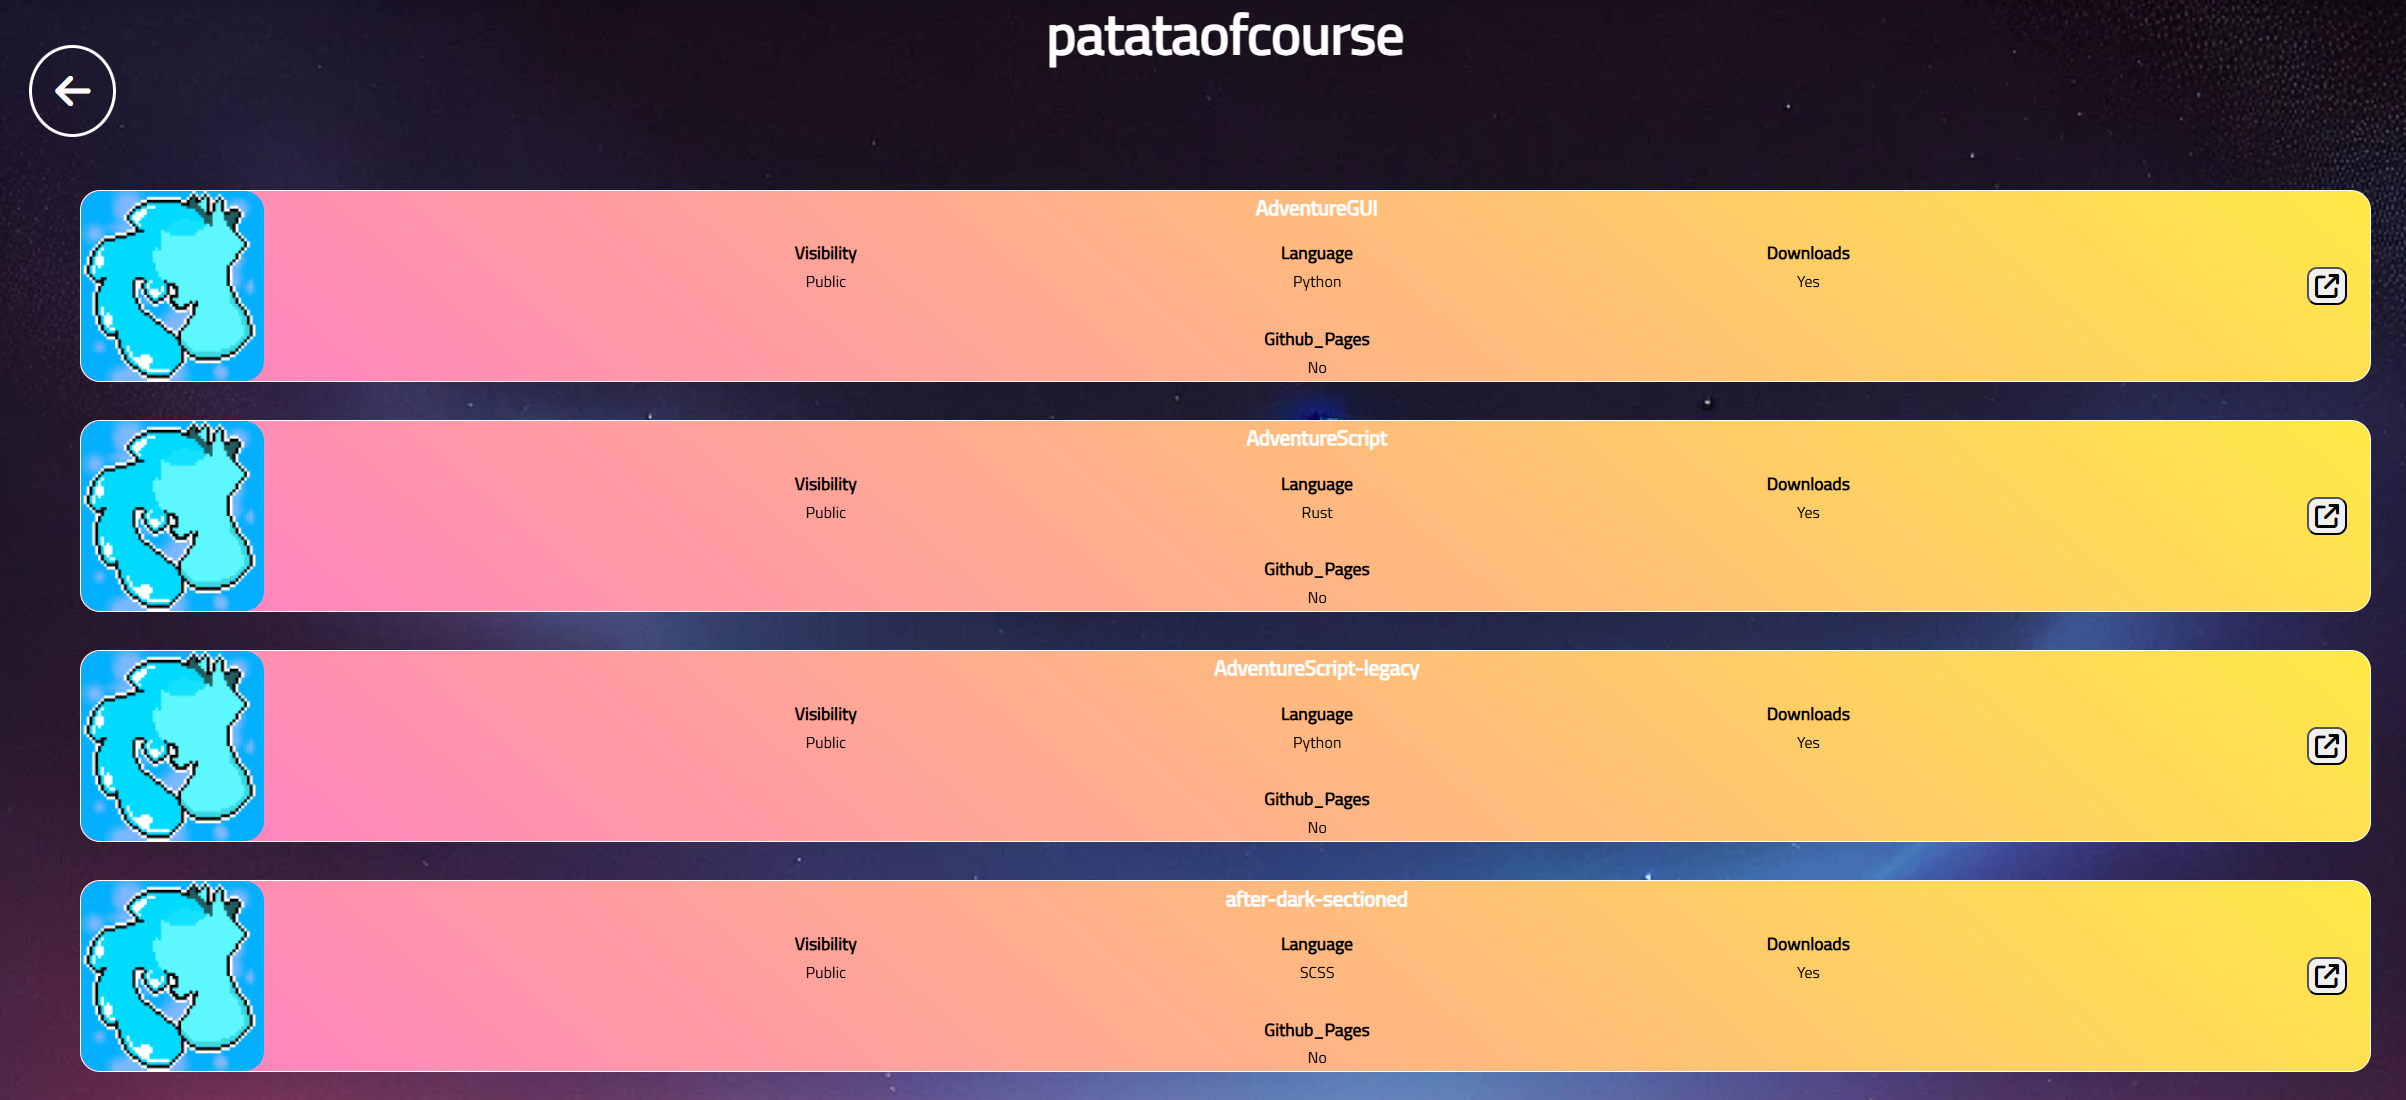 patataofcourse
AdventureGUI
Visibility Language Downloads
Public Python Yes
Github_Pages
No
AdventureScript
Visibility Language Downloads
Public Rust Yes
Github_Pages
No
AdventureScript-legacy
Visibility Language Downloads
Public Python Yes
Github_Pages
No
after-dark-sectioned
Visibility Language Downloads
Public SCSS Yes
Github_Pages
No